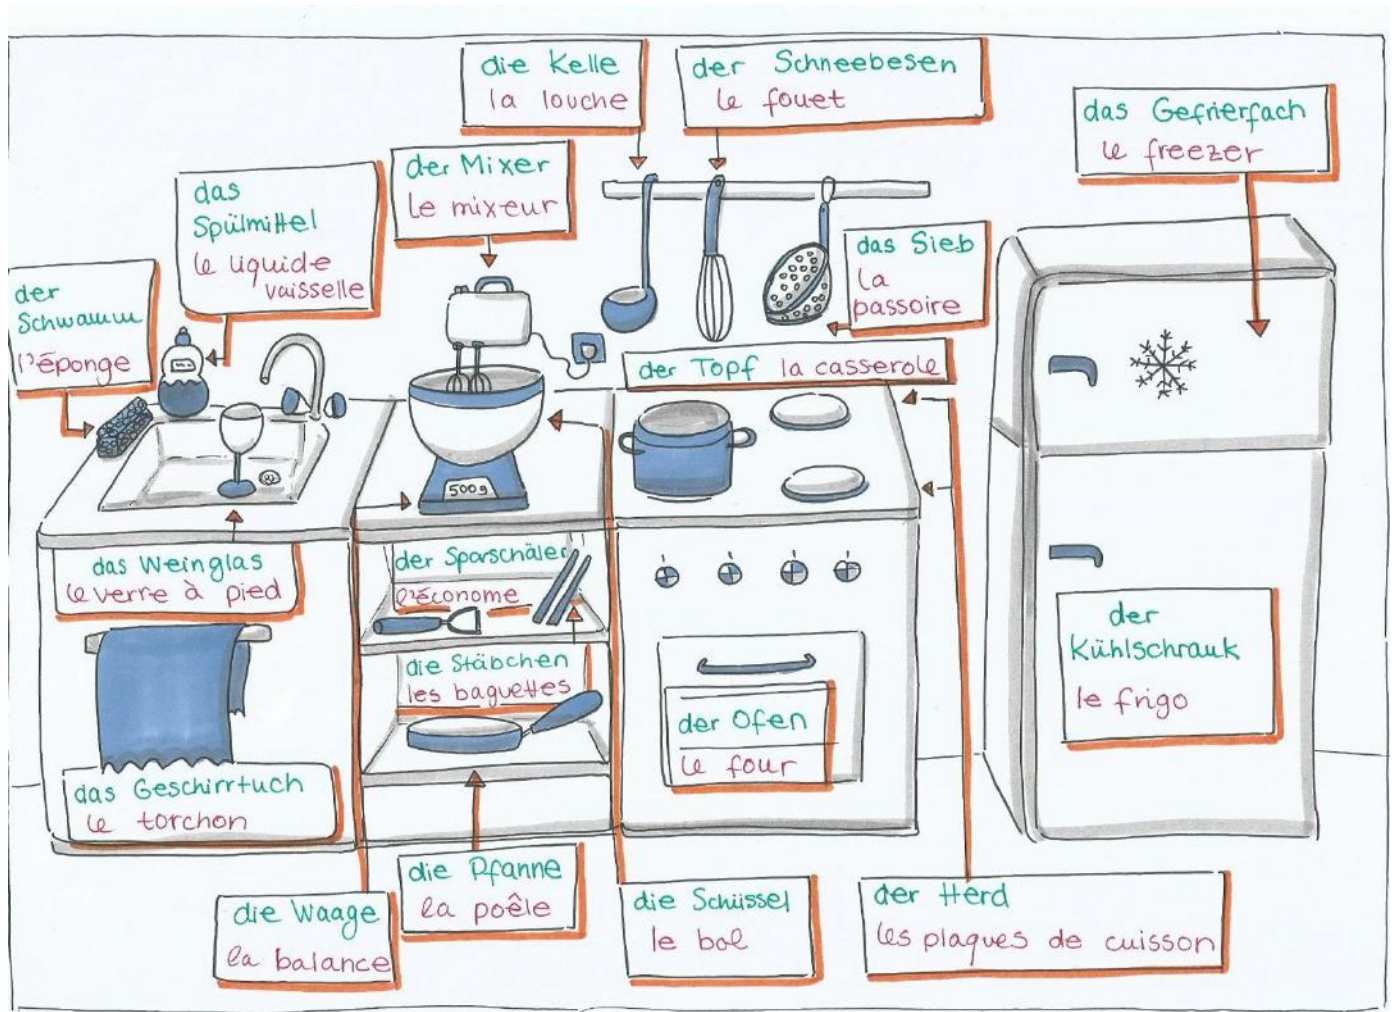 die Kelle
la louche
der Schneebesen
le fouet
das Gefrierfach
le freezer
der Mixer
le mixeur
das
Spülmittel
le liquide
vaisselle
das Sieb
la
passoire
der
Schwamm
l'éponge
der Topf la casserole
500g
das Weinglas
le verre à pied
der Sparschäler
l'économe
die Stäbchen
les baguettes
der
Kühlschrank
le frigo
der Ofen
le four
das Geschirrtuch
le torchon
die Pfanne
la poêle
die Waage
la balance
die Schüssel
le bol
der Herd
les plaques de cuisson